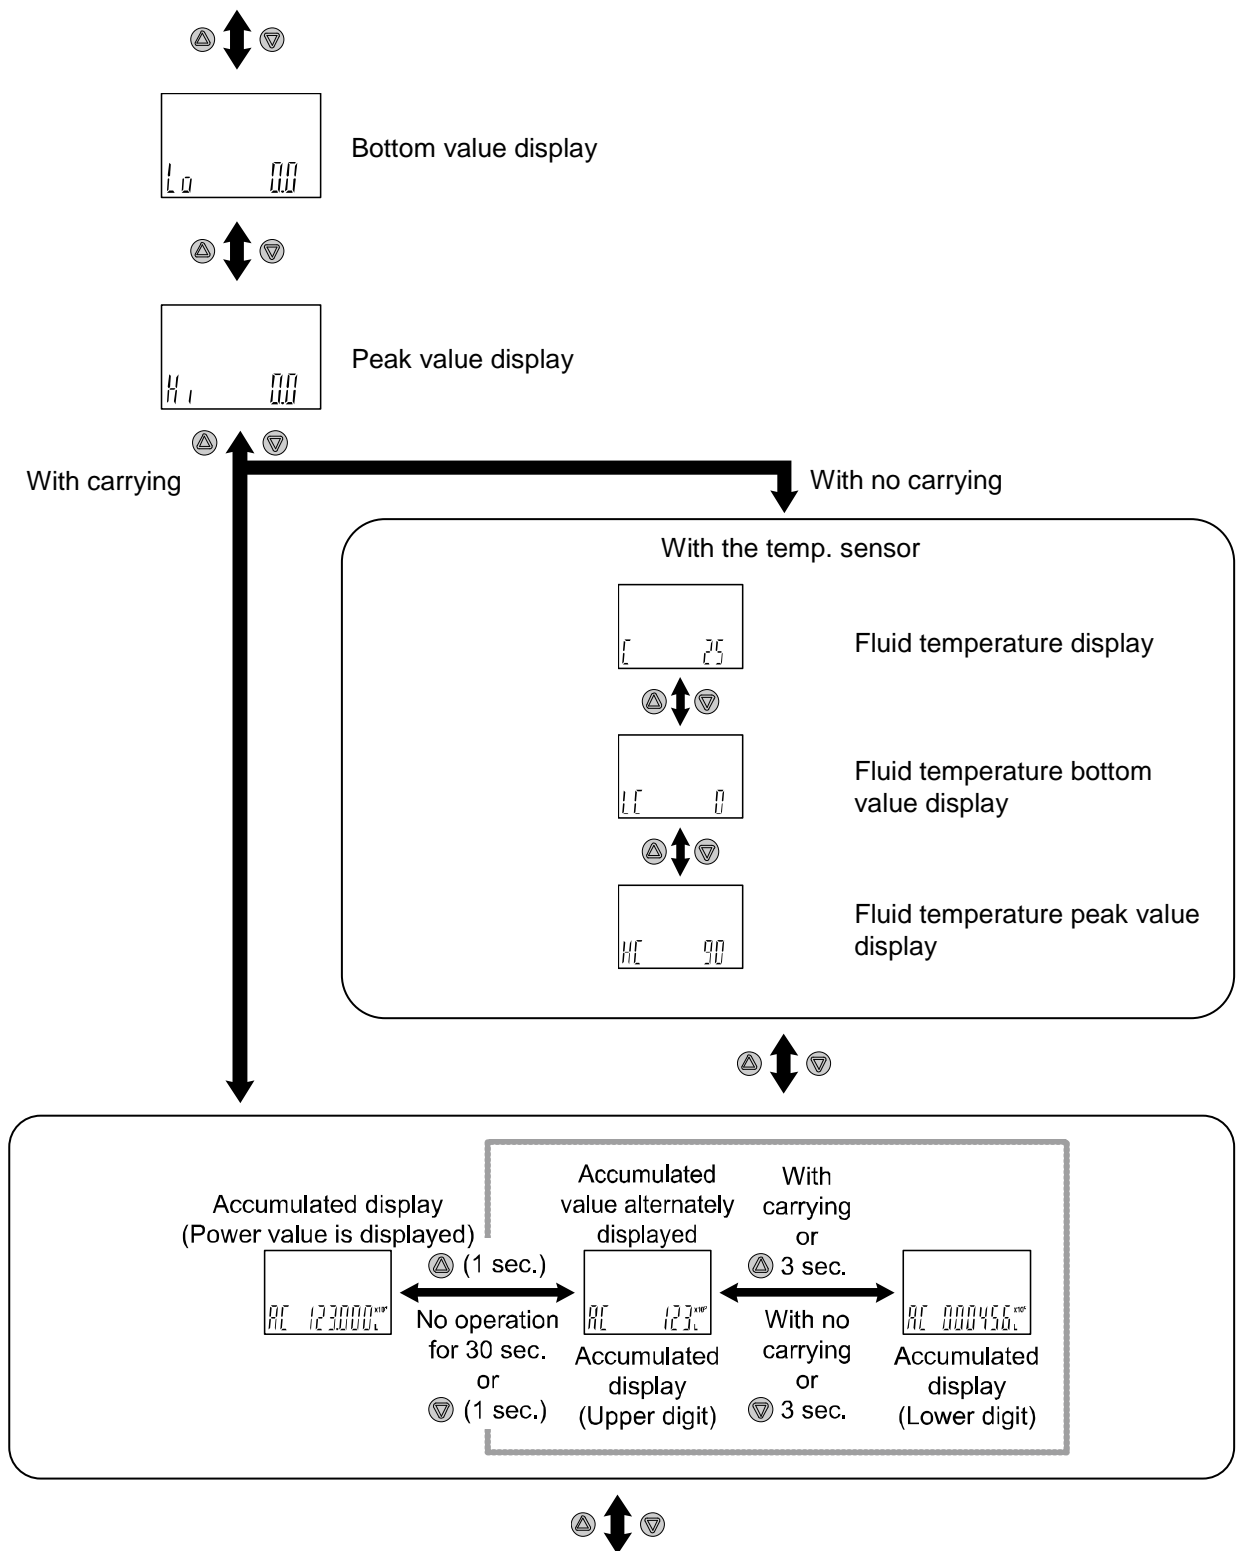 Bottom value display
Lo 0.0
Peak value display
Hi 0.0
With carrying
With no carrying
With the temp. sensor
C 25
Fluid temperature display
LC 0
Fluid temperature bottom
value display
HC 90
Fluid temperature peak value
display
Accumulated display
(Power value is displayed)
AC 123.000
L
(1 sec.)
No operation
for 30 sec.
or
(1 sec.)
Accumulated
value alternately
displayed
AC 123.
L
Accumulated
display
(Upper digit)
With
carrying
or
3 sec.
With no
carrying
or
3 sec.
AC 000456.
L
Accumulated
display
(Lower digit)